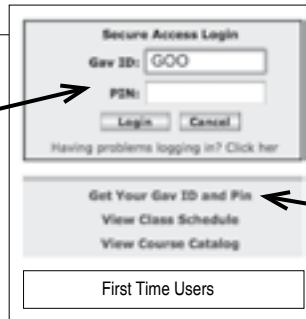 Secure Access Login
Gav ID: GOO
PIN:
Login Cancel
Having problems logging in? Click her
Get Your Gav ID and Pin
View Class Schedule
View Course Catalog
First Time Users